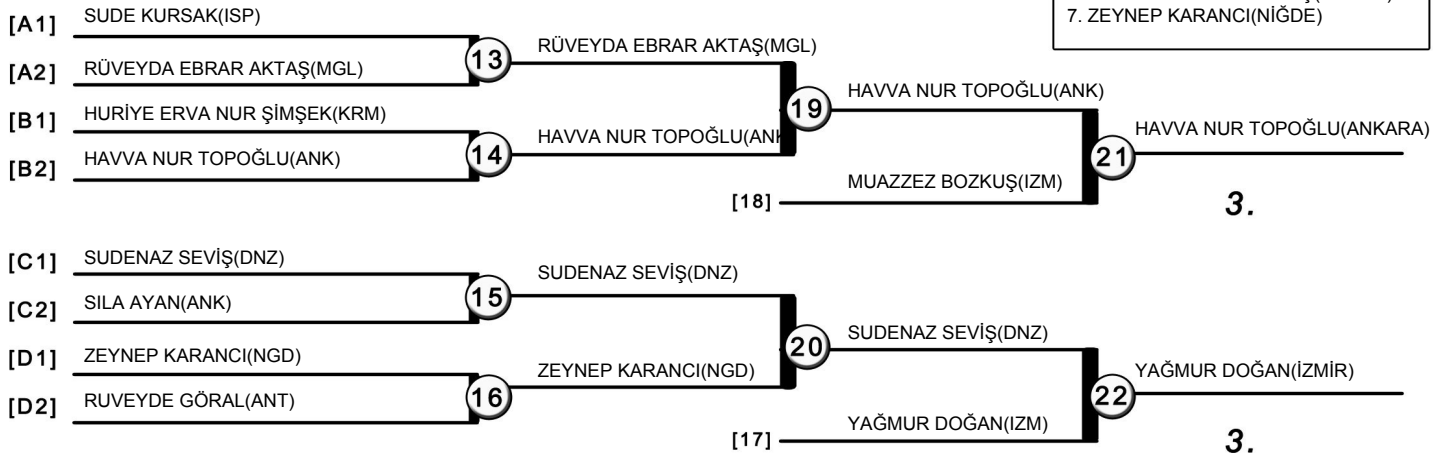 7. ZEYNEP KARANCI(NİĞDE)
[A1] SUDE KURSAK(ISP)
13 RÜVEYDA EBRAR AKTAŞ(MGL)
[A2] RÜVEYDA EBRAR AKTAŞ(MGL)
19 HAVVA NUR TOPOĞLU(ANK)
[B1] HURİYE ERVA NUR ŞİMŞEK(KRM)
14 HAVVA NUR TOPOĞLU(ANK
[B2] HAVVA NUR TOPOĞLU(ANK)
21 HAVVA NUR TOPOĞLU(ANKARA)
[18] MUAZZEZ BOZKUŞ(IZM)
3.
[C1] SUDENAZ SEVİŞ(DNZ)
15 SUDENAZ SEVİŞ(DNZ)
[C2] SILA AYAN(ANK)
20 SUDENAZ SEVİŞ(DNZ)
[D1] ZEYNEP KARANCI(NGD)
16 ZEYNEP KARANCI(NGD)
[D2] RUVEYDE GÖRAL(ANT)
22 YAĞMUR DOĞAN(İZMİR)
[17] YAĞMUR DOĞAN(IZM)
3.